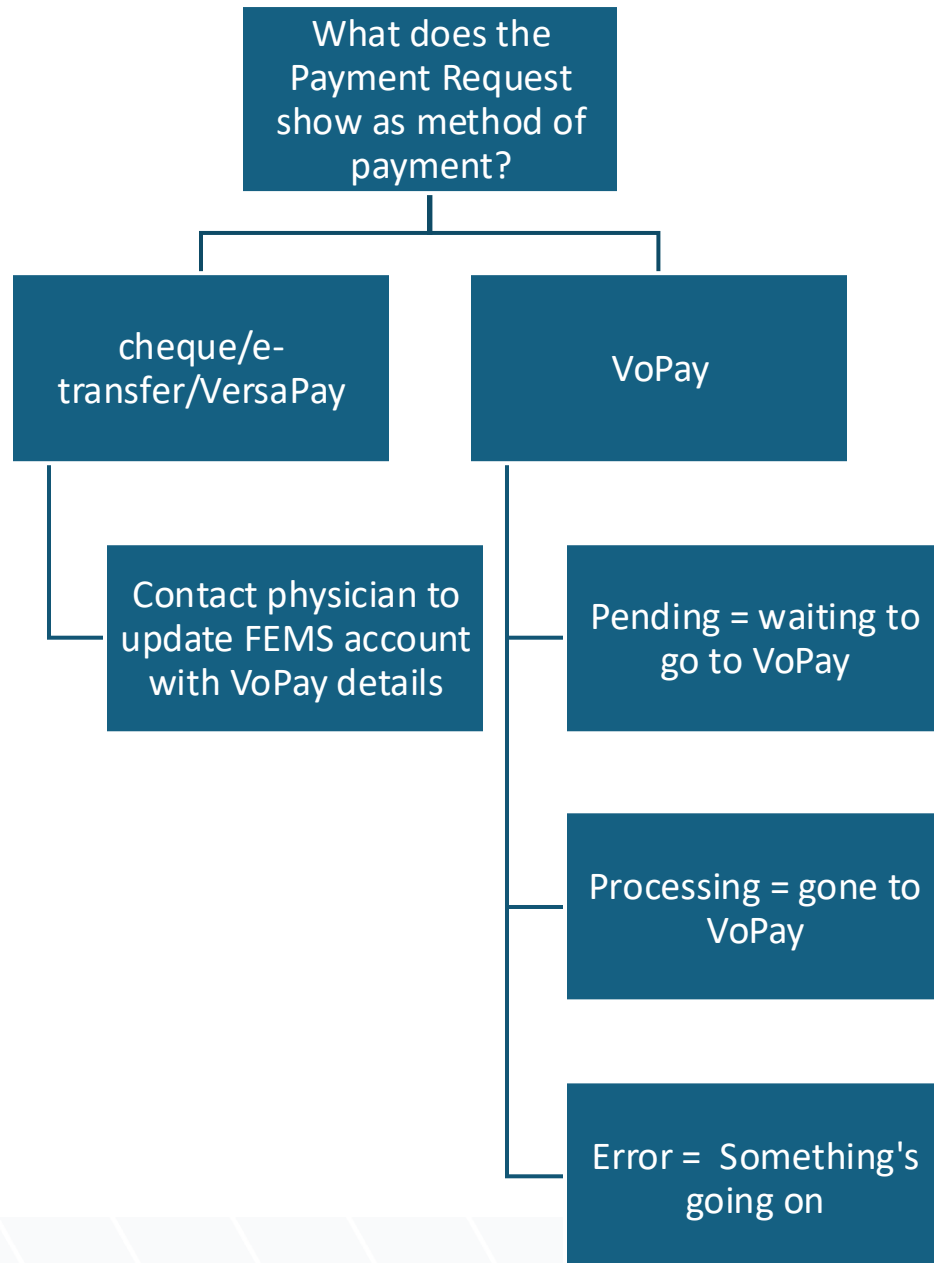 What does the
Payment Request
show as method of
payment?
cheque/e-
transfer/VersaPay
VoPay
Contact physician to
update FEMS account
with VoPay details
Pending = waiting to
go to VoPay
Processing = gone to
VoPay
Error =  Something's
going on